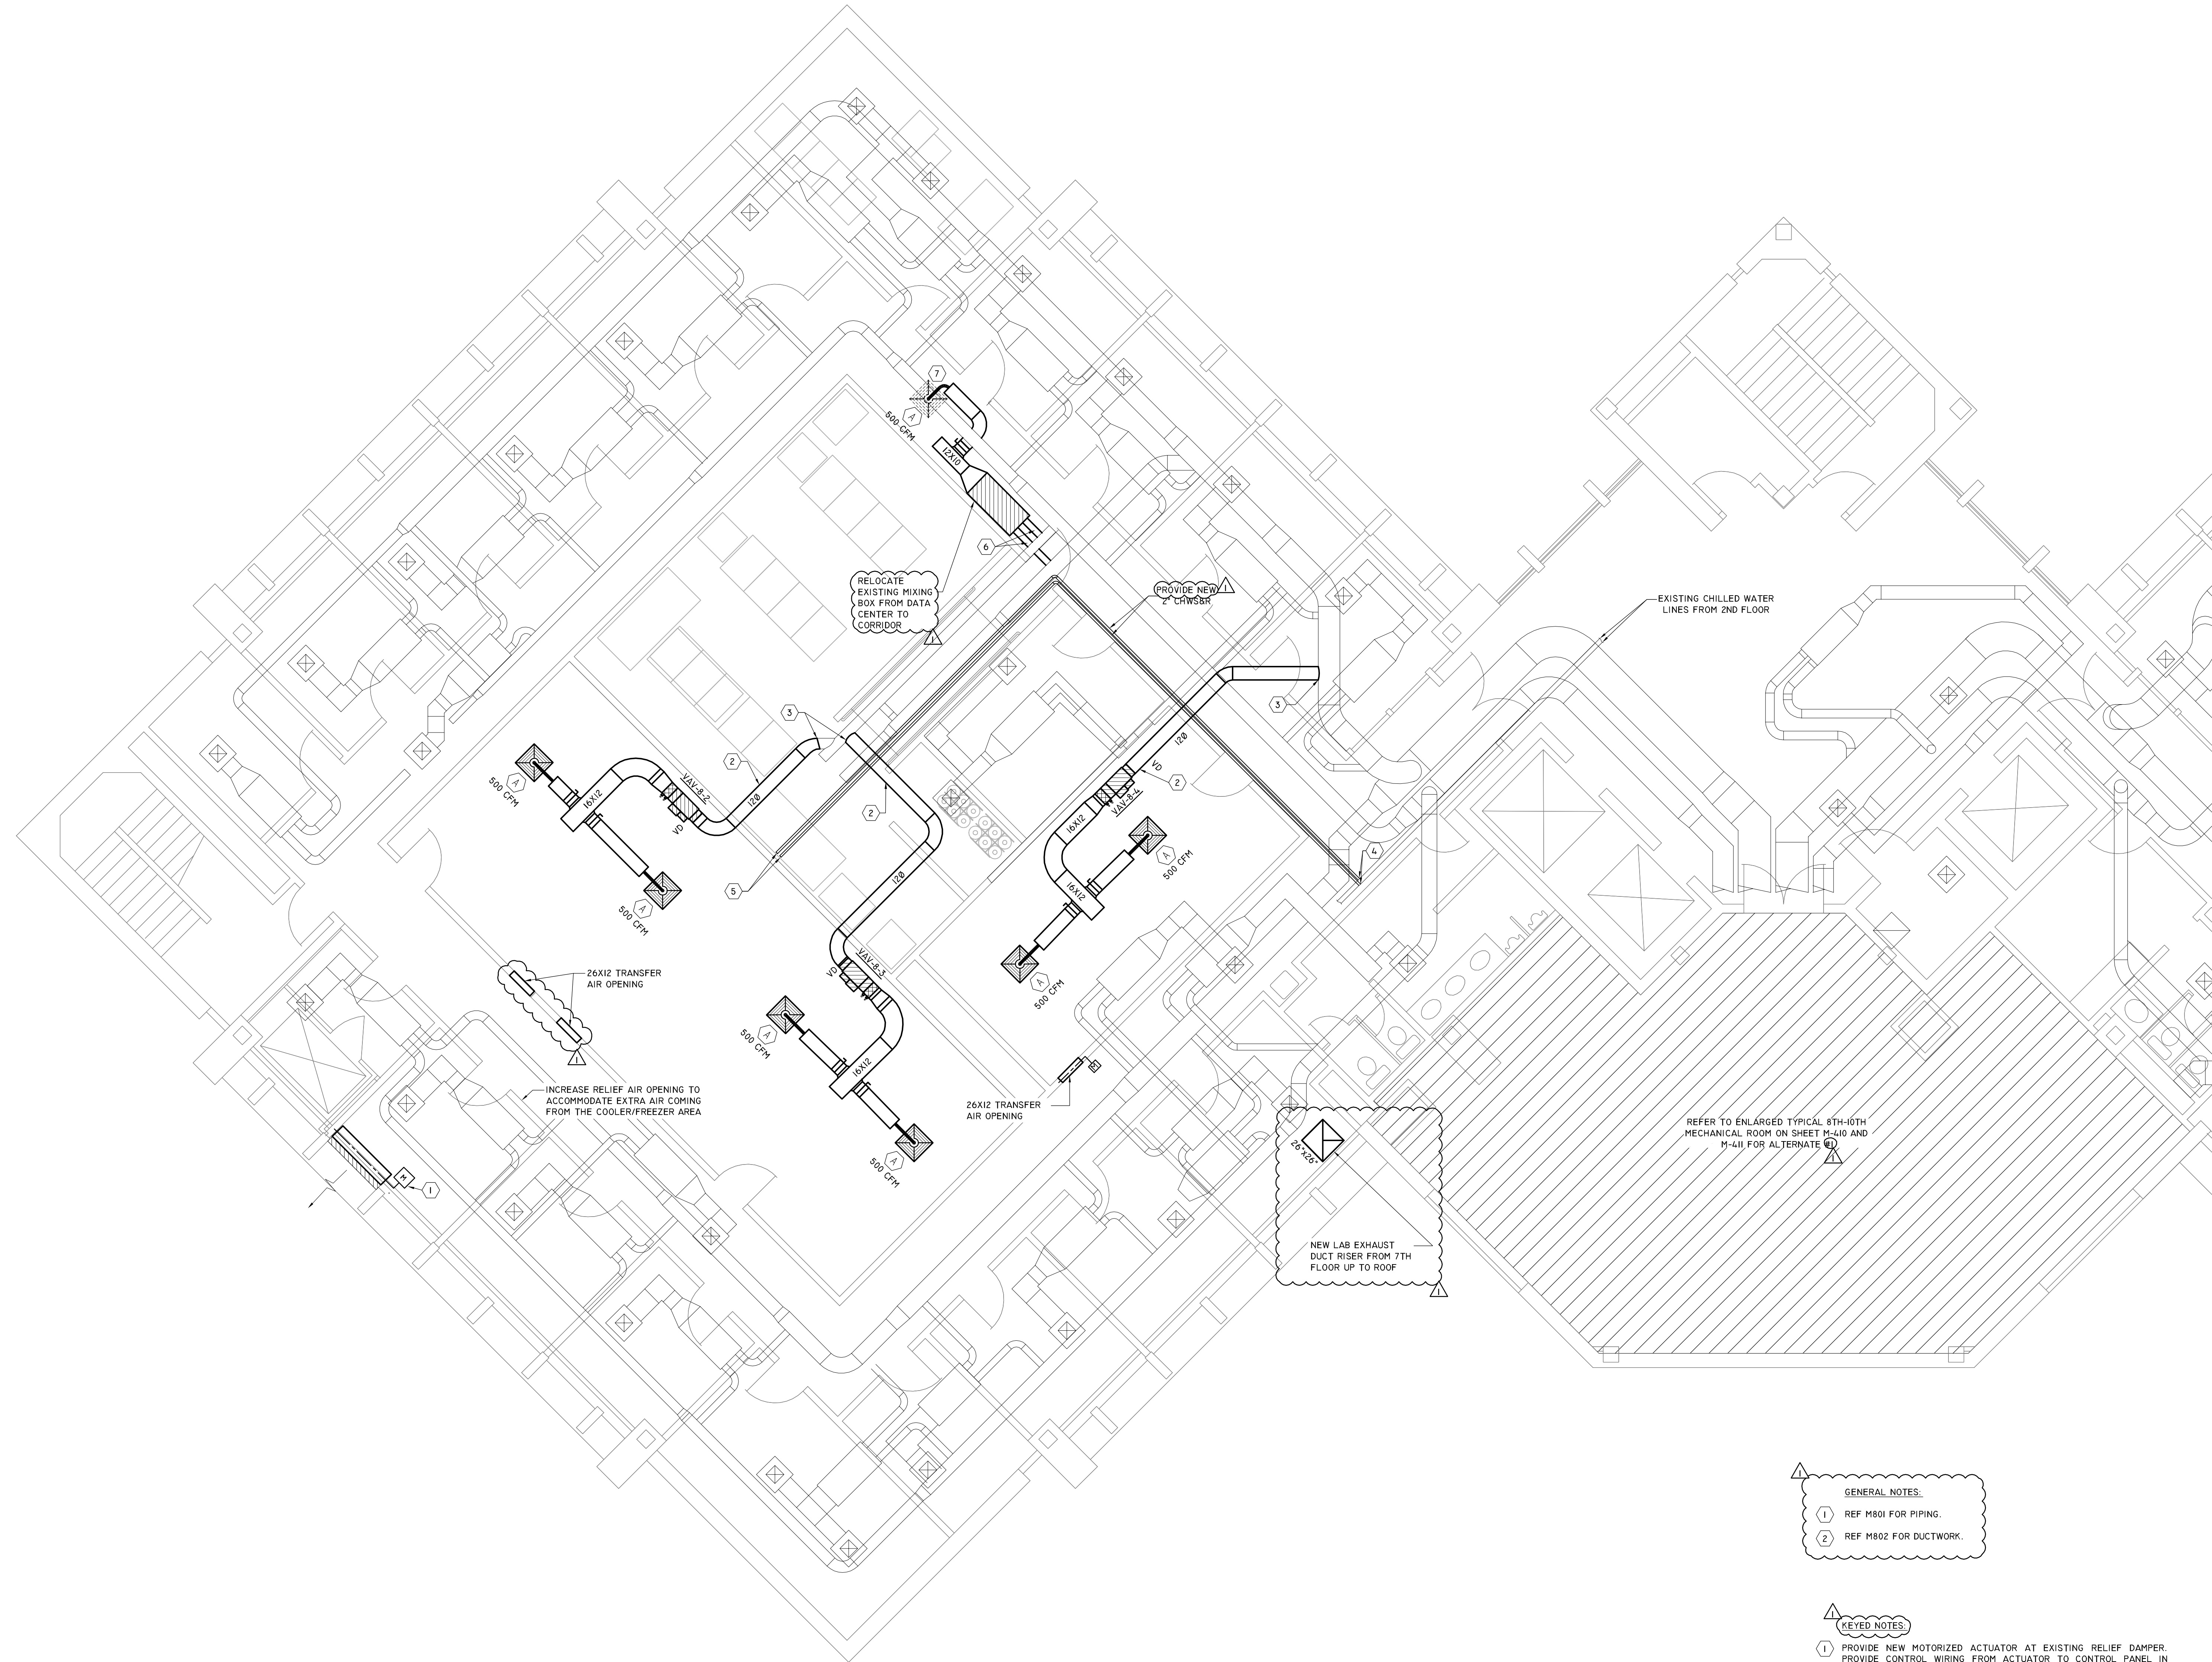 7
A
500 CFM
12X10
6
RELOCATE
EXISTING MIXING
BOX FROM DATA
CENTER TO
CORRIDOR
1
PROVIDE NEW
2" CHWS&R
1
EXISTING CHILLED WATER
LINES FROM 2ND FLOOR
3
3
2
120
VAV-8-2
VD
16X12
A
500 CFM
A
500 CFM
2
120
5
120
VD
2
VAV-8-4
16X12
16X12
A
500 CFM
A
500 CFM
4
VAV-8-3
VD
16X12
A
500 CFM
A
500 CFM
26X12 TRANSFER
AIR OPENING
1
INCREASE RELIEF AIR OPENING TO
ACCOMMODATE EXTRA AIR COMING
FROM THE COOLER/FREEZER AREA
M
1
26X12 TRANSFER
AIR OPENING
M
26"x26"
NEW LAB EXHAUST
DUCT RISER FROM 7TH
FLOOR UP TO ROOF
1
REFER TO ENLARGED TYPICAL 8TH-10TH
MECHANICAL ROOM ON SHEET M-410 AND
M-411 FOR ALTERNATE #1
1
1
GENERAL NOTES:
1 REF M801 FOR PIPING.
2 REF M802 FOR DUCTWORK.
1
KEYED NOTES:
1 PROVIDE NEW MOTORIZED ACTUATOR AT EXISTING RELIEF DAMPER.
PROVIDE CONTROL WIRING FROM ACTUATOR TO CONTROL PANEL IN